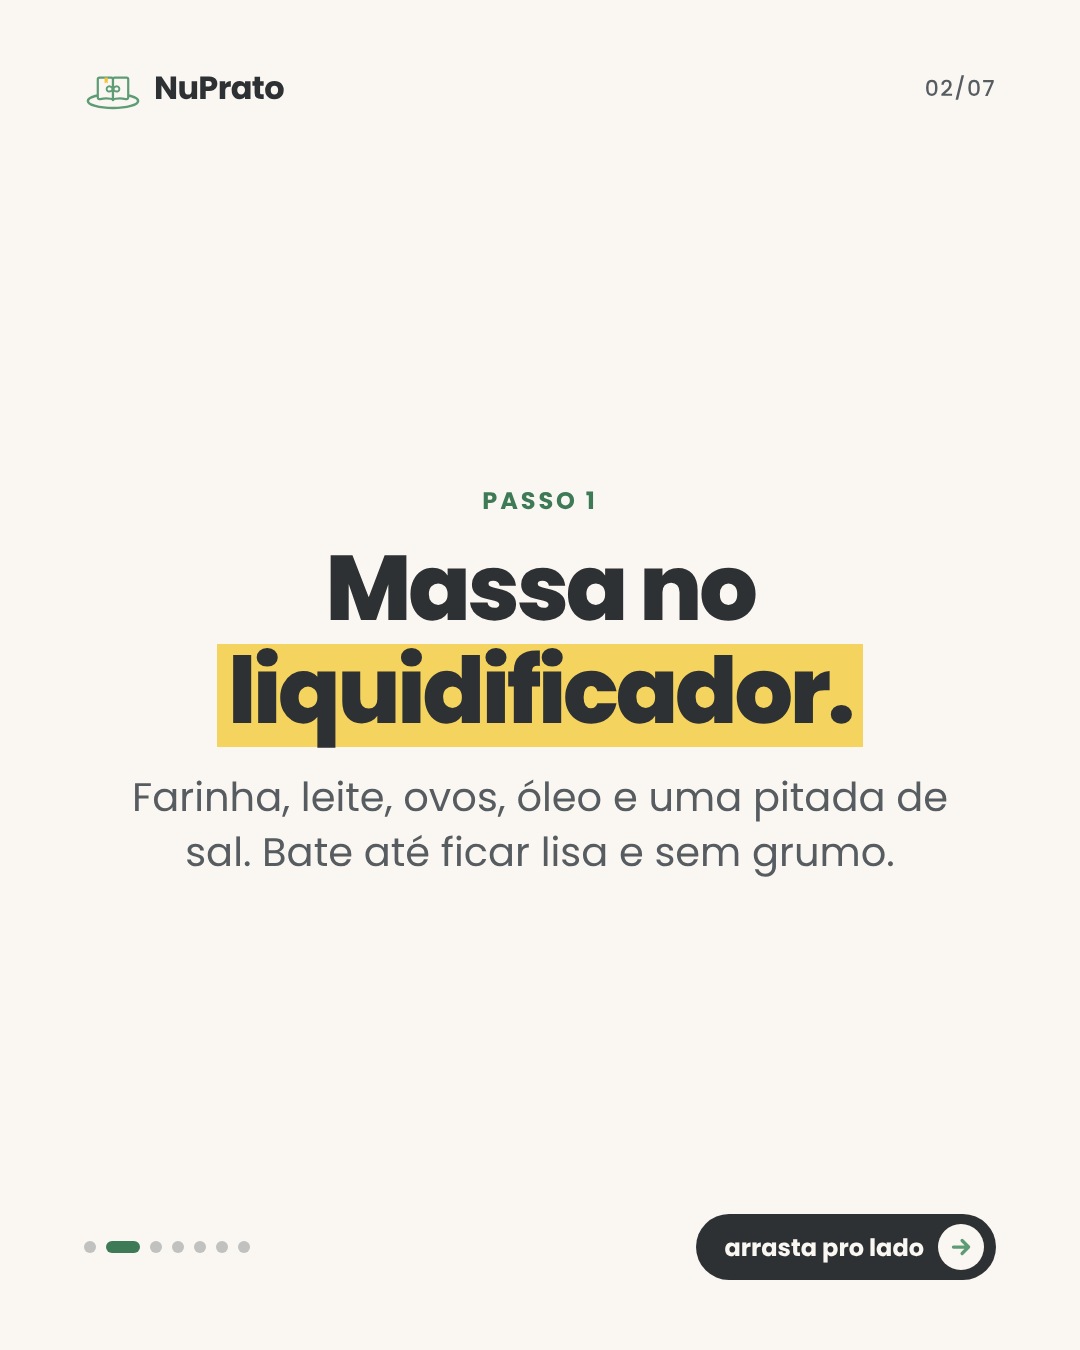 NuPrato
02/07
PASSO 1
Massa no
liquidificador.
Farinha, leite, ovos, óleo e uma pitada de
sal. Bate até ficar lisa e sem grumo.
arrasta pro lado